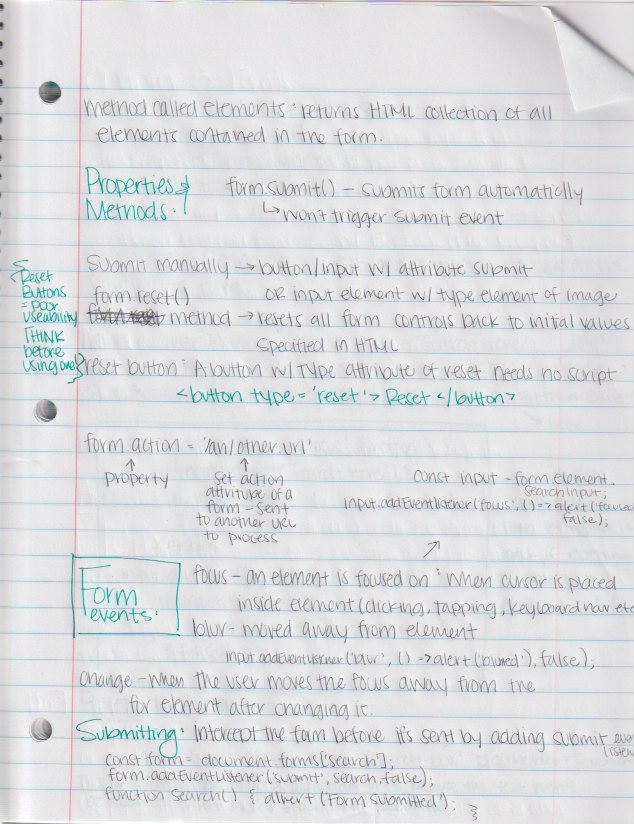 method called elements : returns HTML collection of all
elements contained in the form.
Properties &
Methods :
form.submit() – submits form automaticlly
↳ won't trigger submit event
Submit manually → button/input w/ attribute submit
OR input element w/ type element of image
Reset
Buttons
= poor
useability
THINK
before
using one
form.reset()
method → resets all form controls back to initial values
specified in HTML
reset button : A button w/ type attribute of reset needs no script
<button type = 'reset'> Reset </button>
form.action = '/an/other.url'
↑ property
↑ set action
attribute of a
form – sent
to another URL
to process
const input = form.element.
searchInput;
input.addEventListener('focus', () => alert('focused
false);
Form
events :
focus – an element is focused on : When cursor is placed
inside element (clicking, tapping, keyboard nav etc
blur – moved away from element
input.addEventListener('blur', () => alert('blurred'), false);
change – when the user moves the focus away from the
for element after changing it.
Submitting : intercept the form before it's sent by adding submit
const form = document.forms['search'];
form.addEventListener('submit', search, false);
function search() { alert('Form Submitted'); }